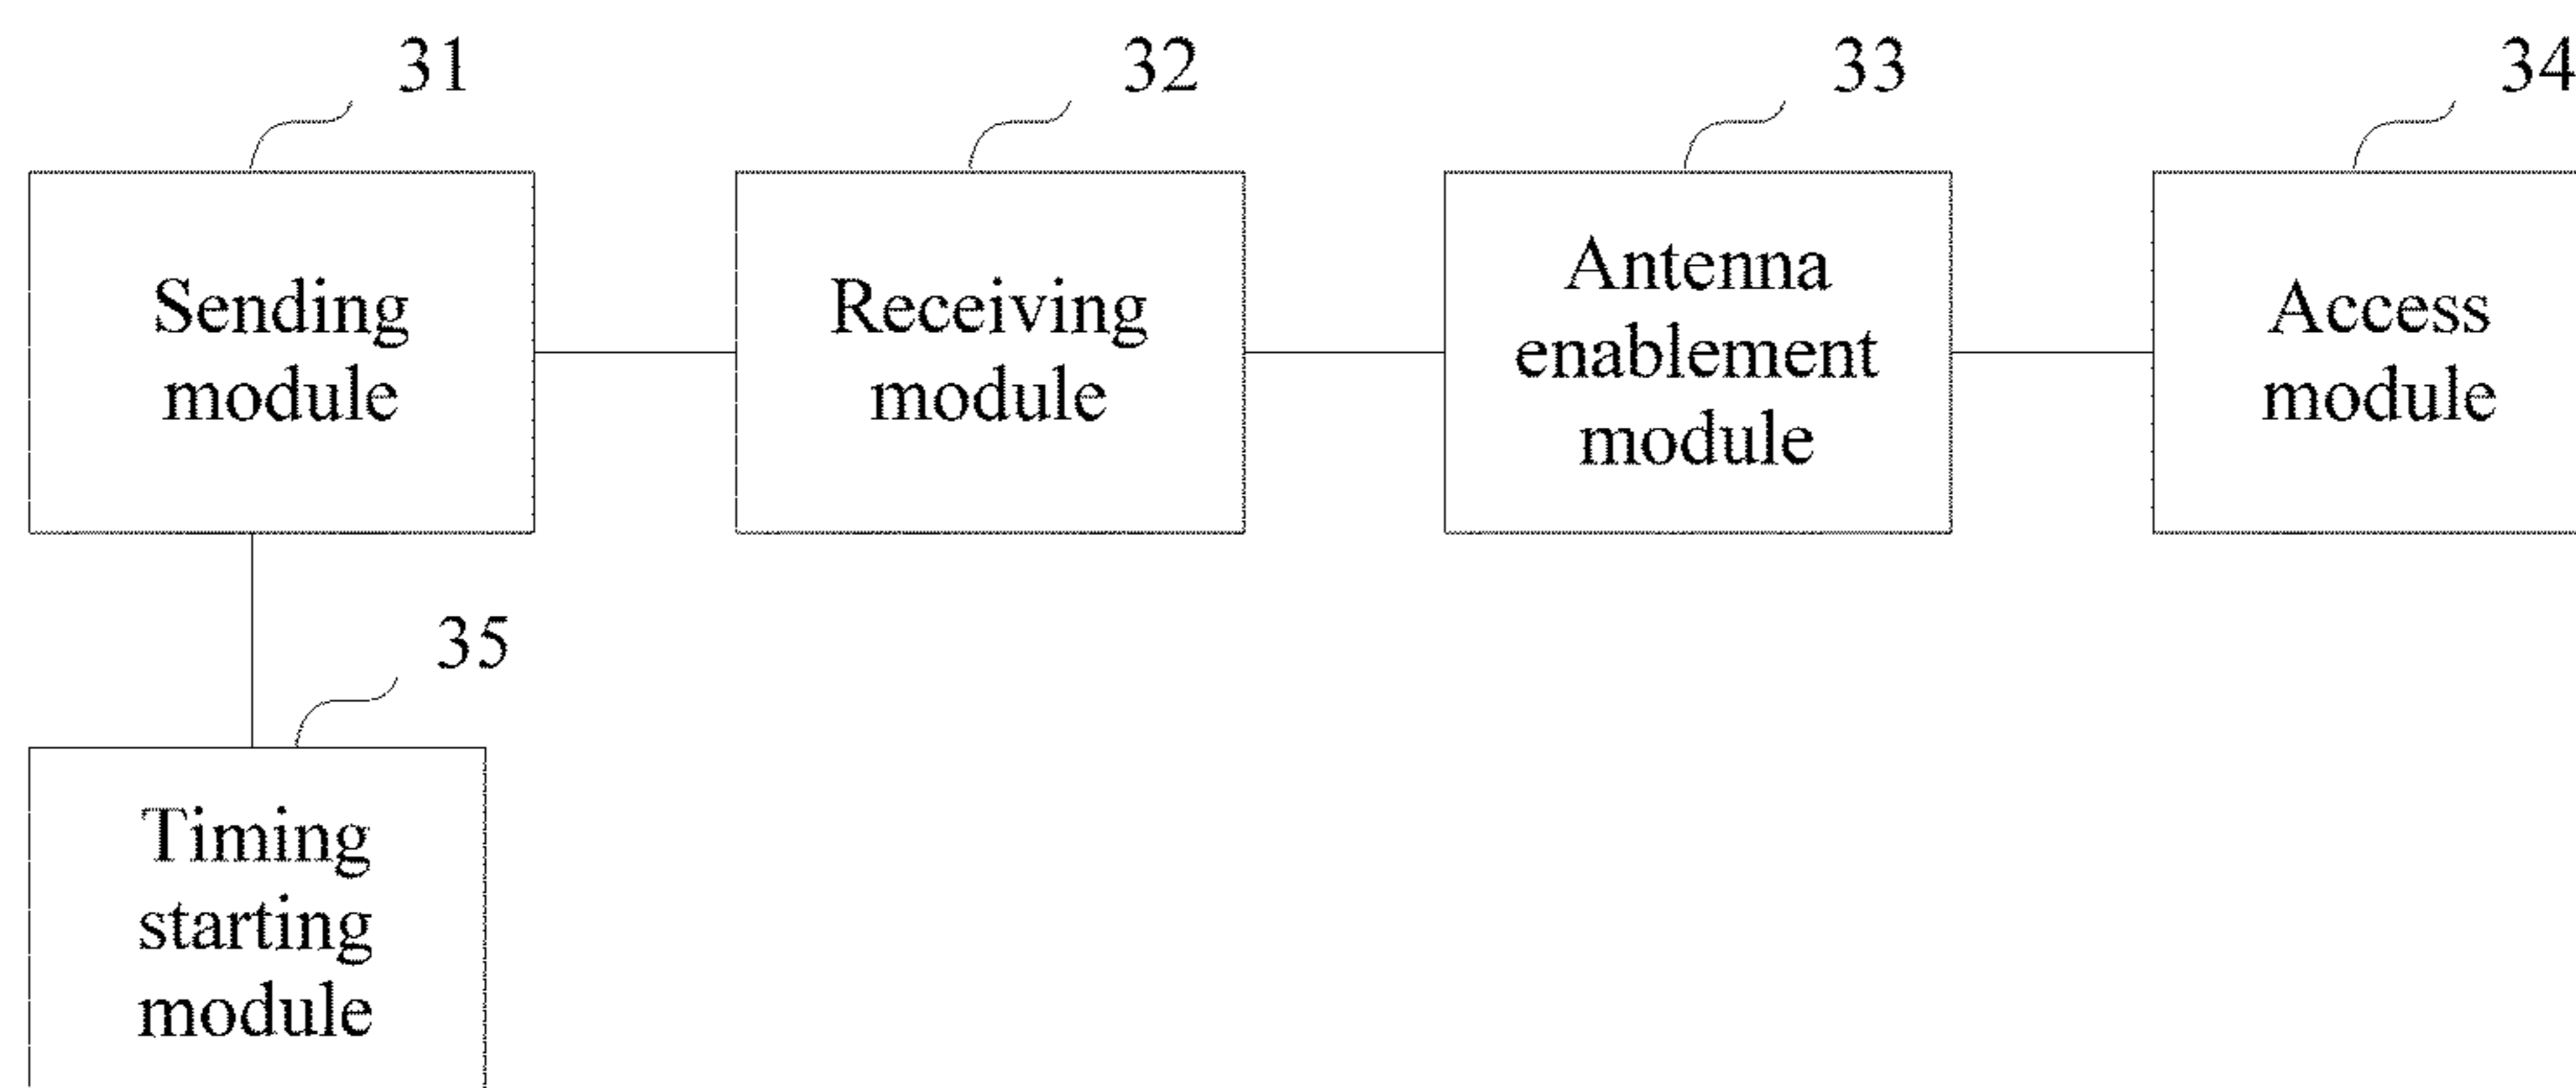 31
32
33
34
Sending
module
Receiving
module
Antenna
enablement
module
Access
module
35
Timing
starting
module